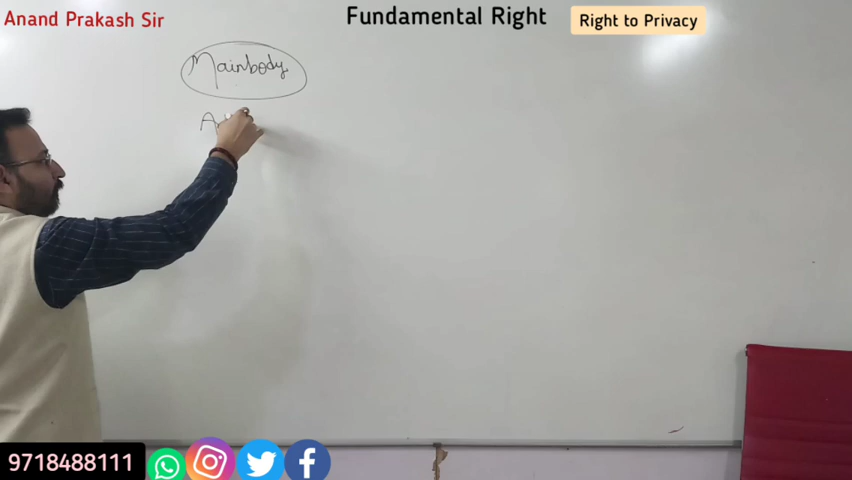 Anand Prakash Sir
Fundamental Right
Right to Privacy
Mainbody
9718488111